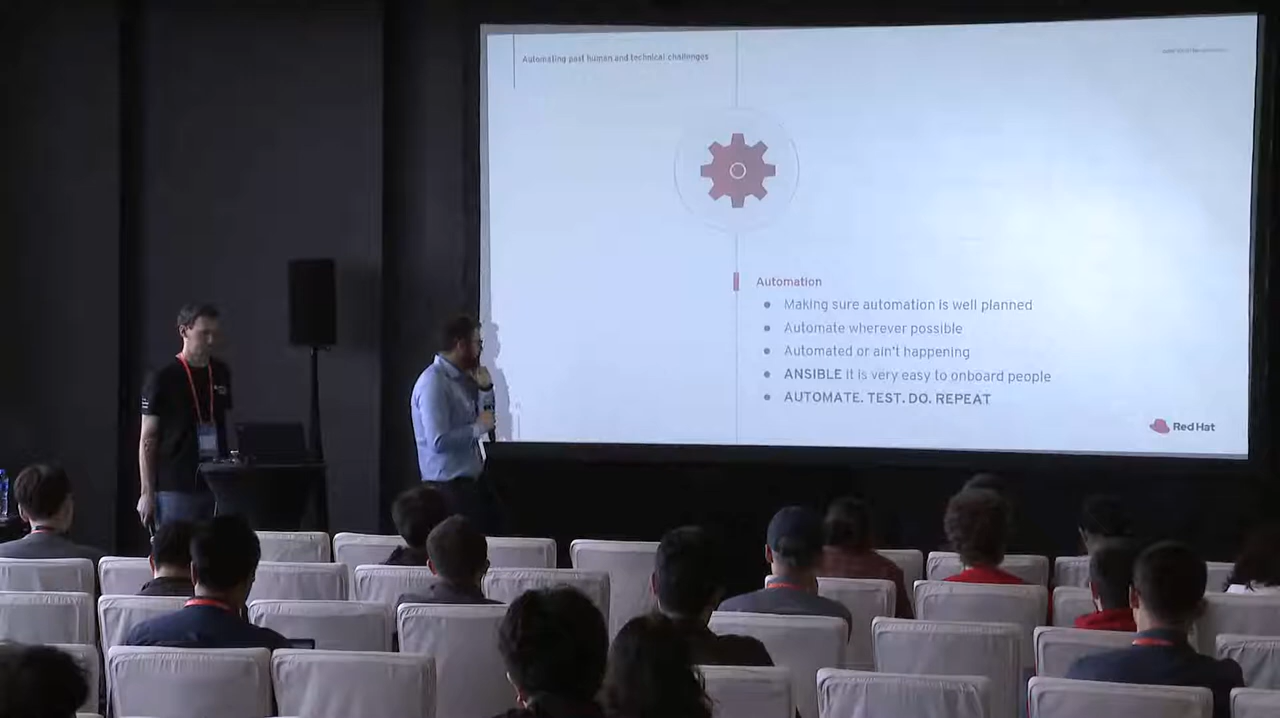 Automating past human and technical challenges
Automation
Making sure automation is well planned
Automate wherever possible
Automated or ain't happening
ANSIBLE it is very easy to onboard people
AUTOMATE. TEST. DO. REPEAT
Red Hat